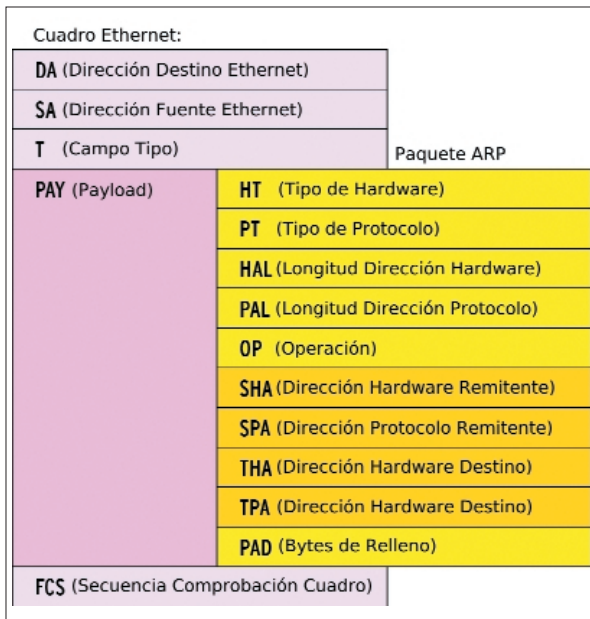 Cuadro Ethernet:
DA (Dirección Destino Ethernet)
SA (Dirección Fuente Ethernet)
T (Campo Tipo)
Paquete ARP
PAY (Payload)
HT (Tipo de Hardware)
PT (Tipo de Protocolo)
HAL (Longitud Dirección Hardware)
PAL (Longitud Dirección Protocolo)
OP (Operación)
SHA (Dirección Hardware Remitente)
SPA (Dirección Protocolo Remitente)
THA (Dirección Hardware Destino)
TPA (Dirección Hardware Destino)
PAD (Bytes de Relleno)
FCS (Secuencia Comprobación Cuadro)